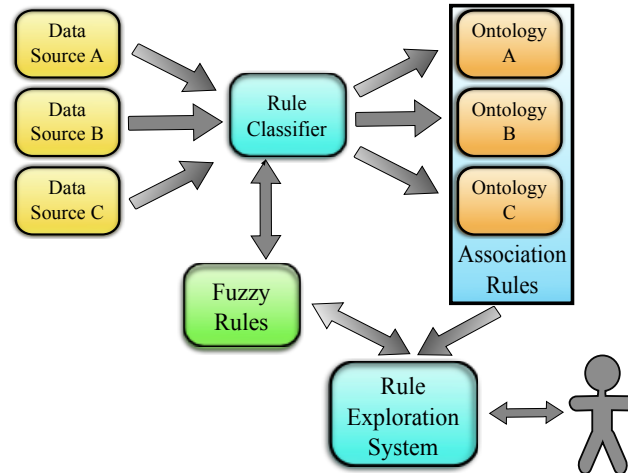 Data
Source A
Data
Source B
Data
Source C
Rule
Classifier
Ontology
A
Ontology
B
Ontology
C
Association
Rules
Fuzzy
Rules
Rule
Exploration
System